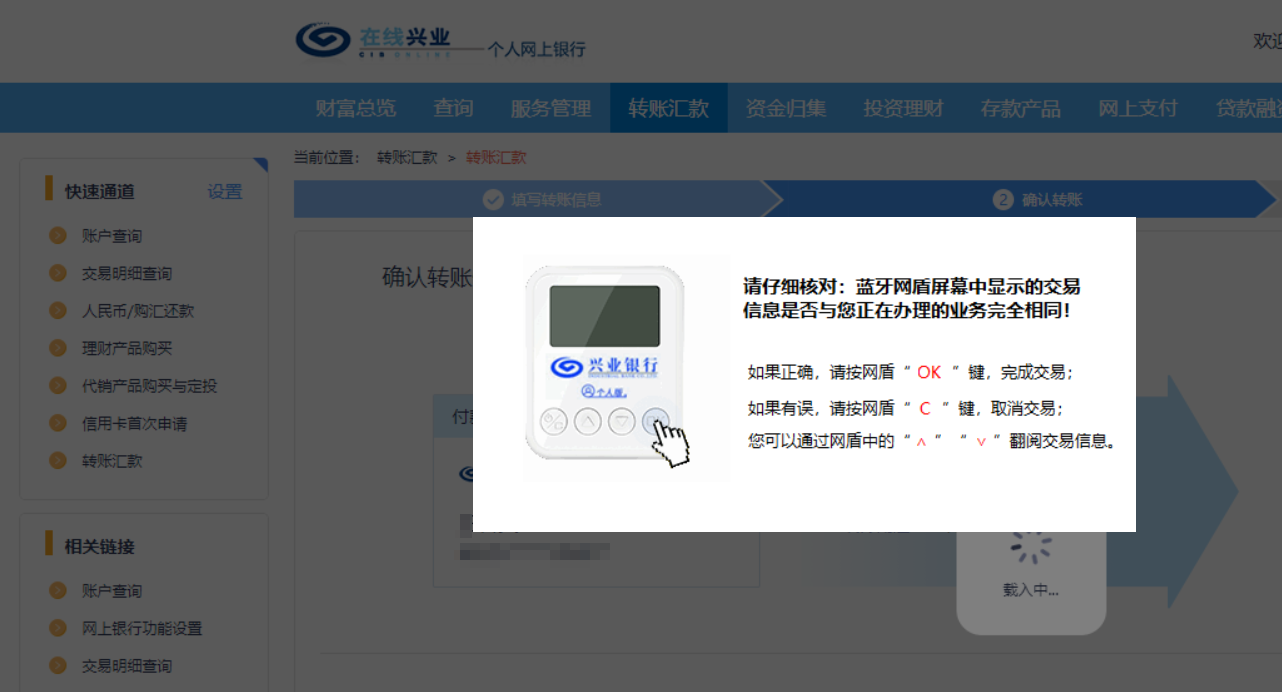 在线兴业
CIB ONLINE
个人网上银行
欢迎
财富总览 查询 服务管理 转账汇款 资金归集 投资理财 存款产品 网上支付 贷款融资
当前位置： 转账汇款 > 转账汇款
快速通道 设置
账户查询
交易明细查询
人民币/购汇还款
理财产品购买
代销产品购买与定投
信用卡首次申请
转账汇款
相关链接
账户查询
网上银行功能设置
交易明细查询
填写转账信息
2 确认转账
确认转账
付
兴业银行
个人版
请仔细核对：蓝牙网盾屏幕中显示的交易
信息是否与您正在办理的业务完全相同！
如果正确，请按网盾“ OK ”键，完成交易；
如果有误，请按网盾“ C ”键，取消交易；
您可以通过网盾中的“ ∧ ” “ ∨ ”翻阅交易信息。
载入中...